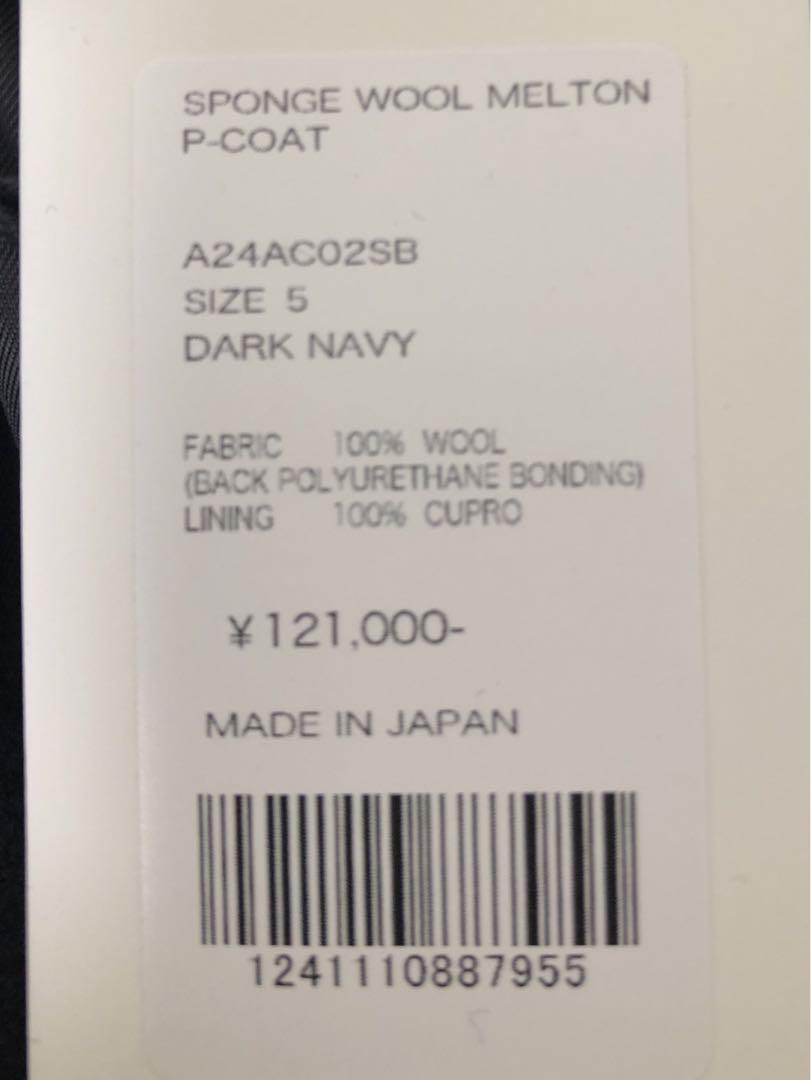 SPONGE WOOL MELTON
P-COAT
A24AC02SB
SIZE 5
DARK NAVY
FABRIC 100% WOOL
(BACK POLYURETHANE BONDING)
LINING 100% CUPRO
¥121,000-
MADE IN JAPAN
1241110887955